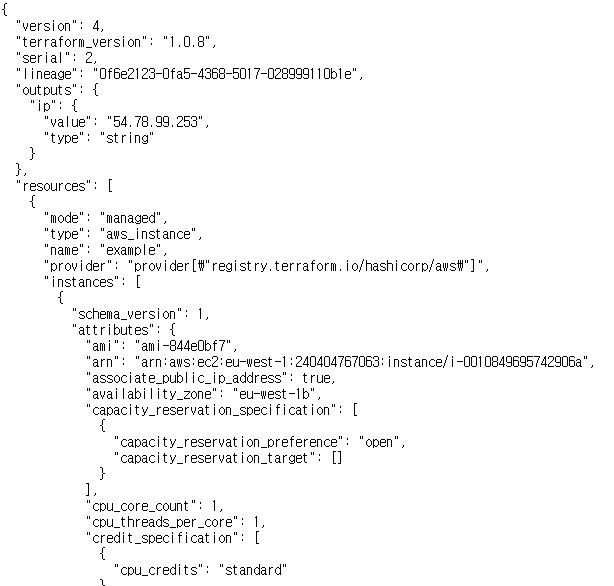 {
  "version": 4,
  "terraform_version": "1.0.8",
  "serial": 2,
  "lineage": "0f6e2123-0fa5-4368-5017-028999110b1e",
  "outputs": {
    "ip": {
      "value": "54.78.99.253",
      "type": "string"
    }
  },
  "resources": [
    {
      "mode": "managed",
      "type": "aws_instance",
      "name": "example",
      "provider": "provider[₩"registry.terraform.io/hashicorp/aws₩"]",
      "instances": [
        {
          "schema_version": 1,
          "attributes": {
            "ami": "ami-844e0bf7",
            "arn": "arn:aws:ec2:eu-west-1:240404767063:instance/i-0010849695742906a",
            "associate_public_ip_address": true,
            "availability_zone": "eu-west-1b",
            "capacity_reservation_specification": [
              {
                "capacity_reservation_preference": "open",
                "capacity_reservation_target": []
              }
            ],
            "cpu_core_count": 1,
            "cpu_threads_per_core": 1,
            "credit_specification": [
              {
                "cpu_credits": "standard"
              }